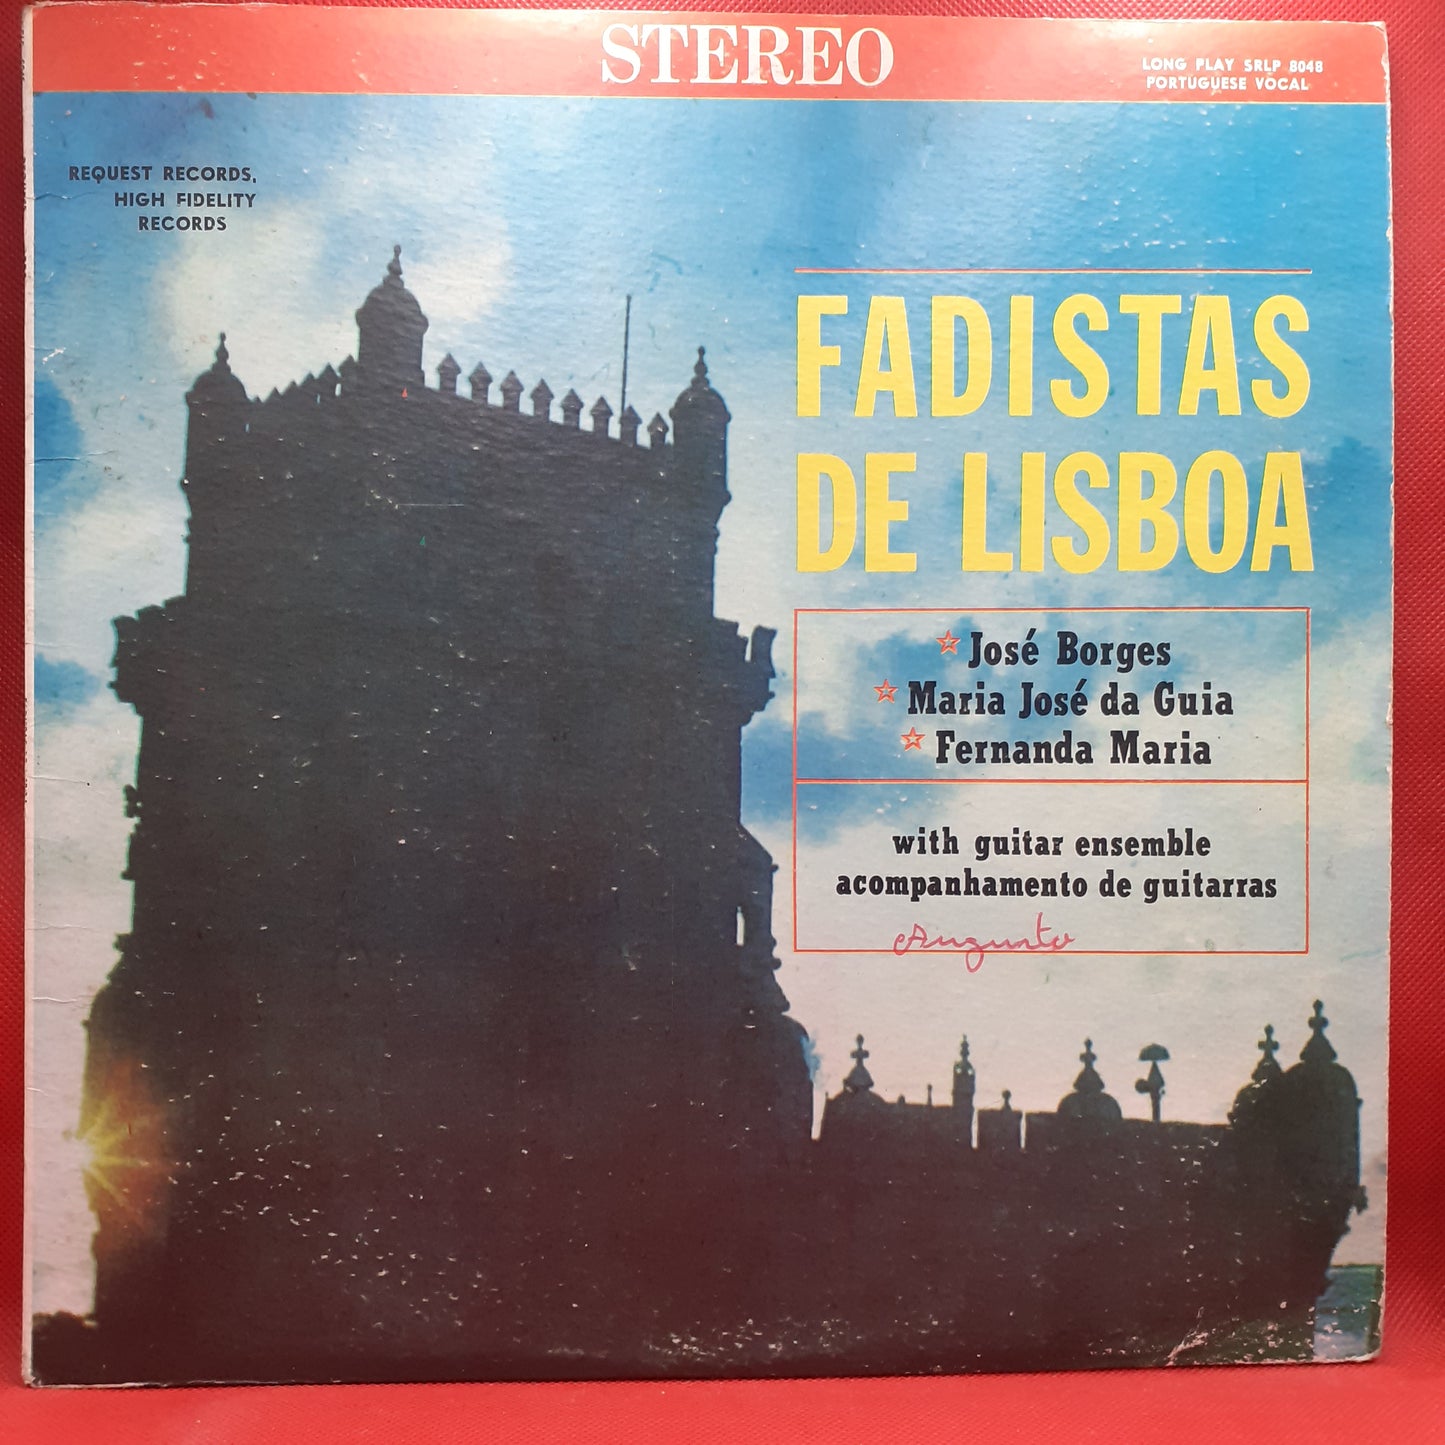 STEREO
LONG PLAY SRLP 8048
PORTUGUESE VOCAL
REQUEST RECORDS,
HIGH FIDELITY
RECORDS
FADISTAS
DE LISBOA
José Borges
Maria José da Guia
Fernanda Maria
with guitar ensemble
acompanhamento de guitarras
Augusto